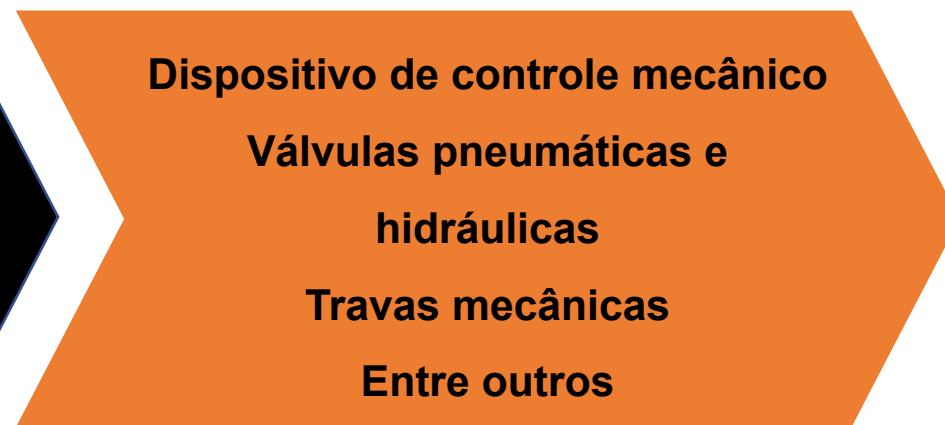 Dispositivo de controle mecânico
Válvulas pneumáticas e
hidráulicas
Travas mecânicas
Entre outros